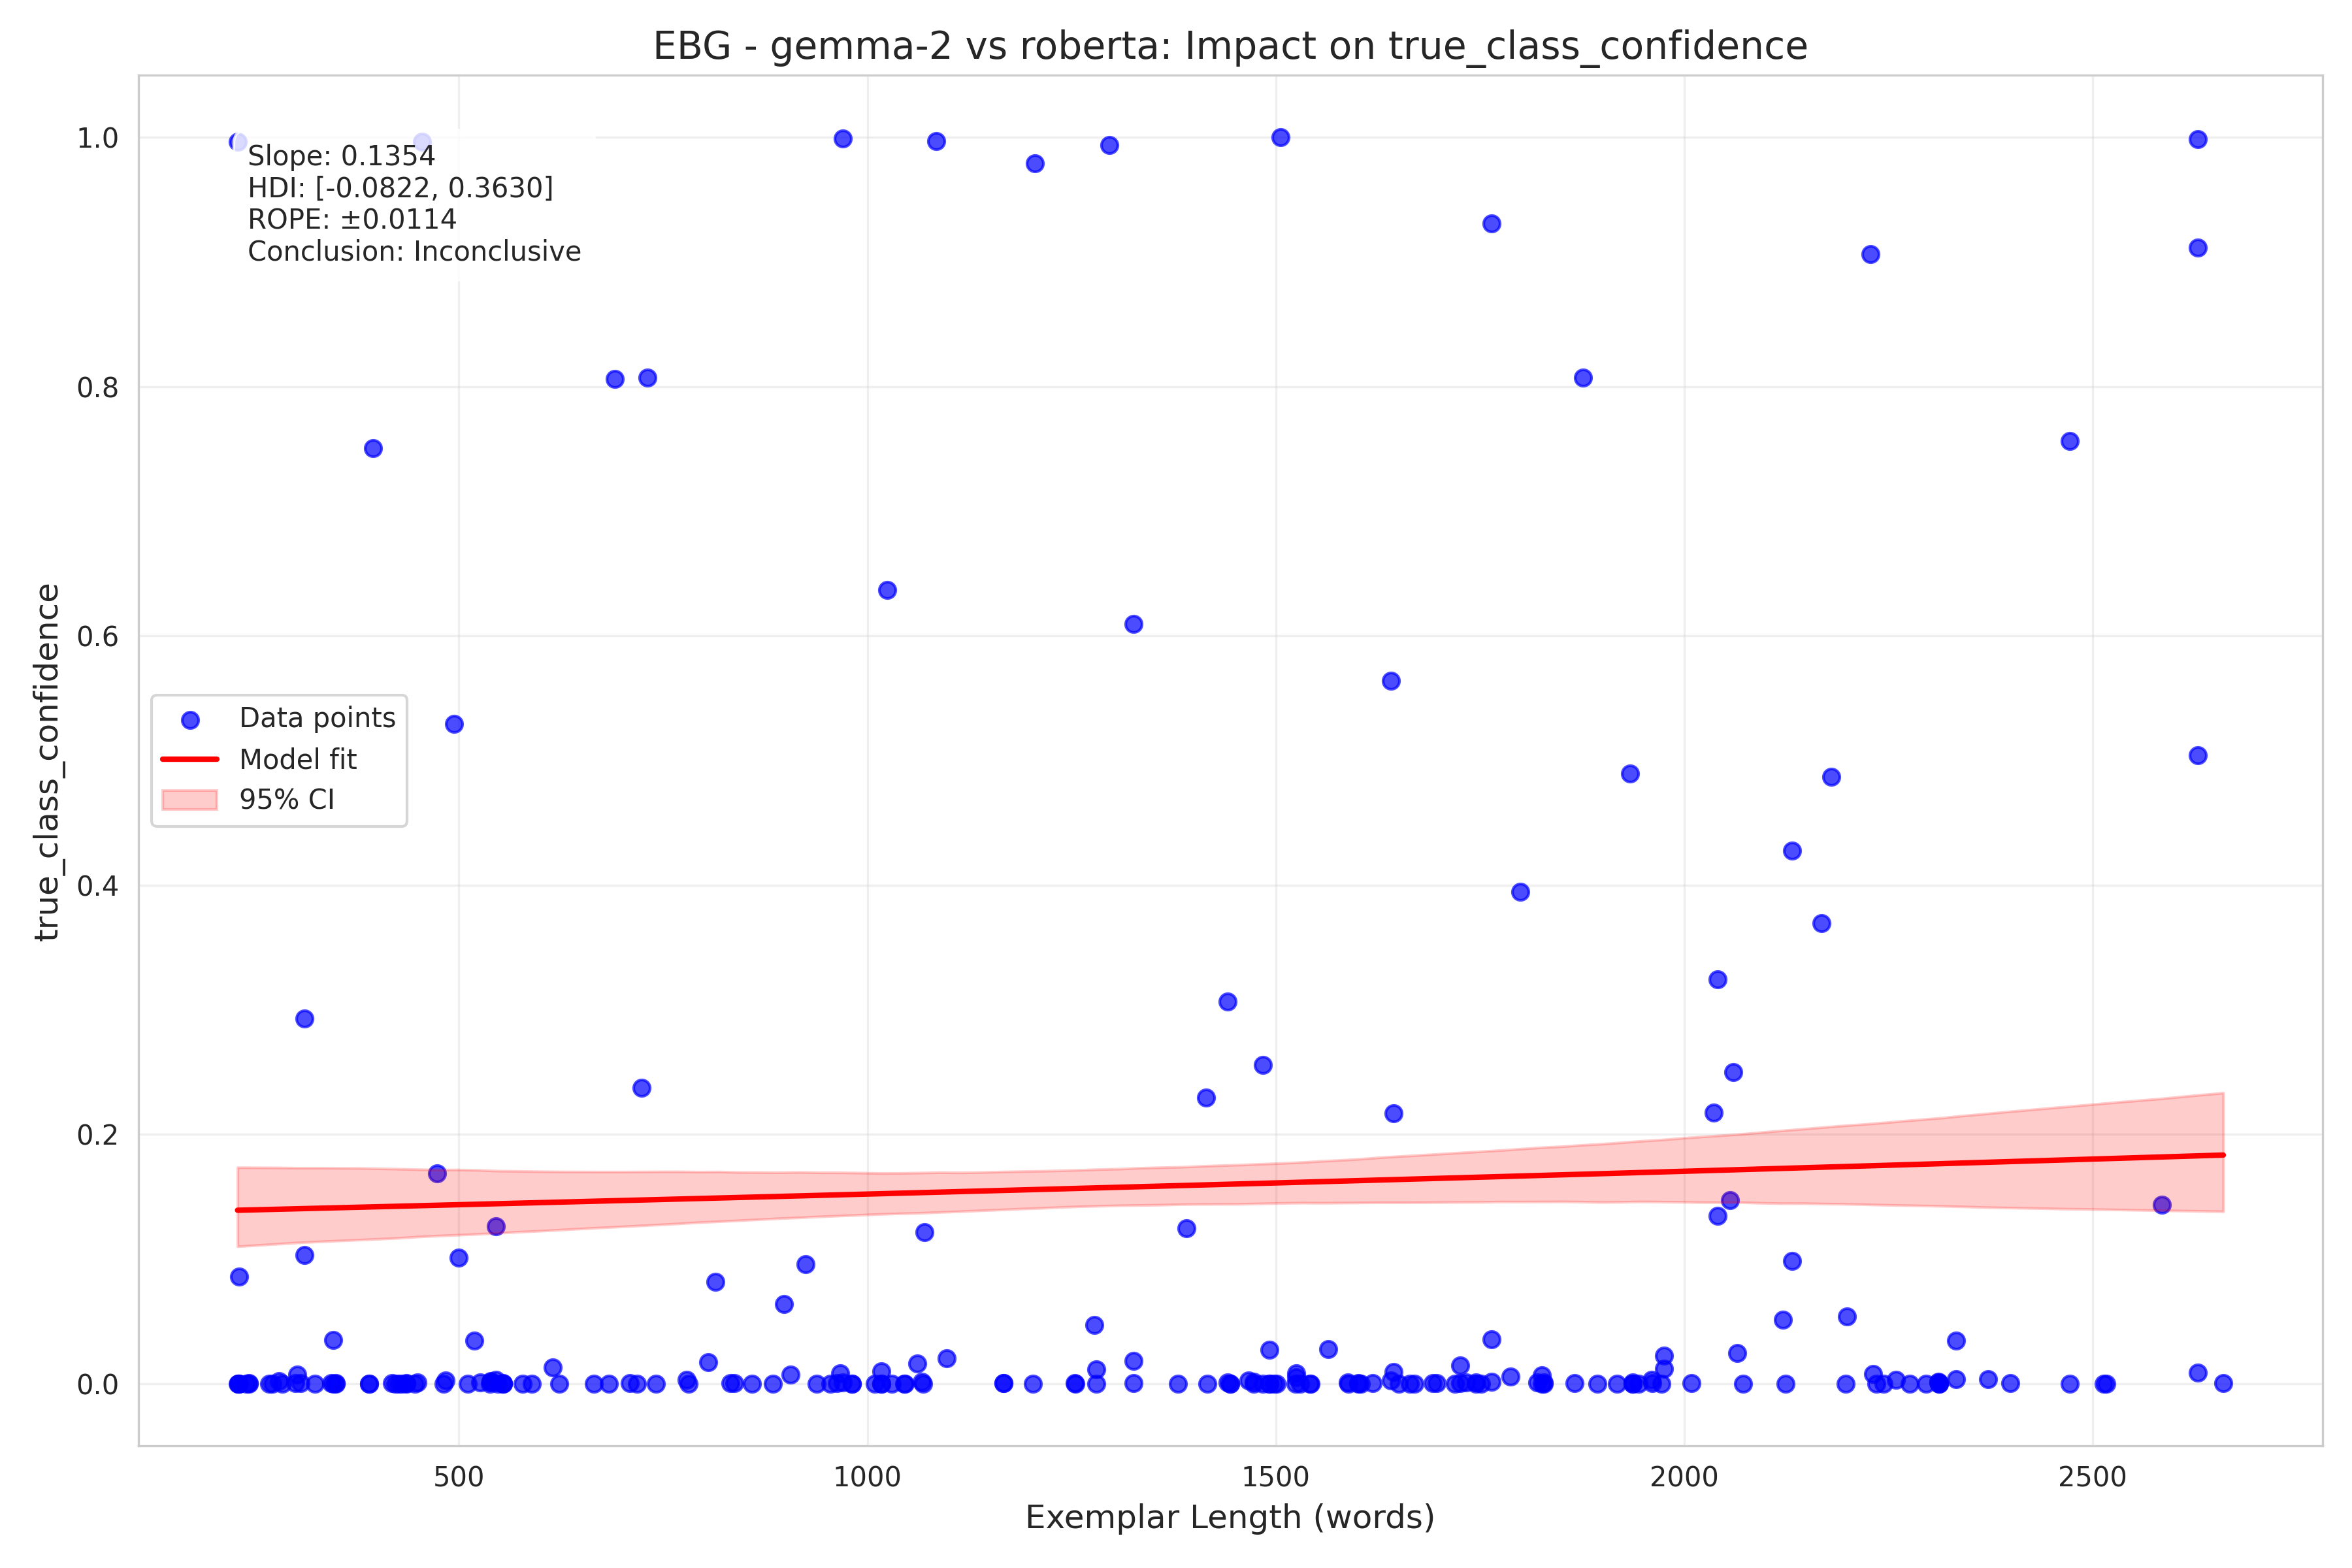 EBG - gemma-2 vs roberta: Impact on true_class_confidence
1.0
0.8
0.6
0.4
0.2
0.0
true_class_confidence
Slope: 0.1354
HDI: [-0.0822, 0.3630]
ROPE: ±0.0114
Conclusion: Inconclusive
Data points
Model fit
95% CI
500
1000
1500
2000
2500
Exemplar Length (words)